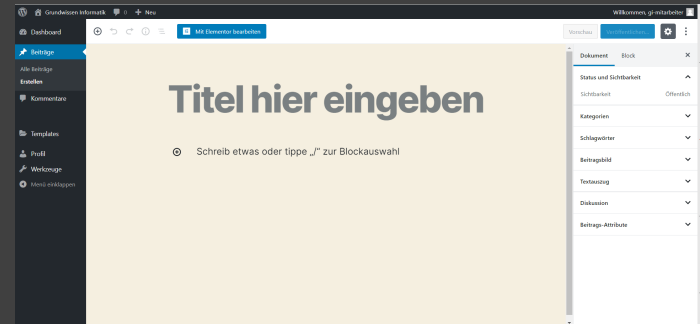 Grundwissen Informatik 0 + Neu Willkommen, gi-mitarbeiter
Dashboard
Beiträge
Alle Beiträge
Erstellen
Kommentare
Templates
Profil
Werkzeuge
Menü einklappen
Mit Elementor bearbeiten
Vorschau
Titel hier eingeben
Schreib etwas oder tippe „/“ zur Blockauswahl
Dokument Block
Status und Sichtbarkeit
Sichtbarkeit Öffentlich
Kategorien
Schlagwörter
Beitragsbild
Textauszug
Diskussion
Beitrags-Attribute